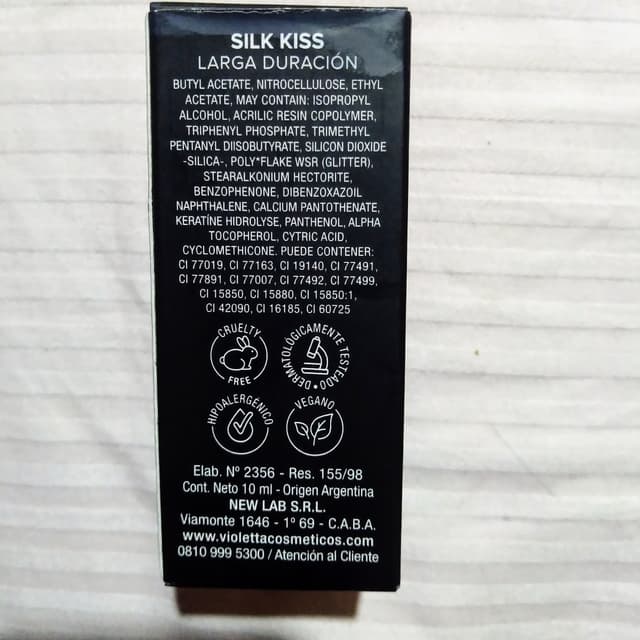 SILK KISS
LARGA DURACIÓN
BUTYL ACETATE, NITROCELLULOSE, ETHYL
ACETATE, MAY CONTAIN: ISOPROPYL
ALCOHOL, ACRILIC RESIN COPOLYMER,
TRIPHENYL PHOSPHATE, TRIMETHYL
PENTANYL DIISOBUTYRATE, SILICON DIOXIDE
-SILICA-, POLY*FLAKE WSR (GLITTER),
STEARALKONIUM HECTORITE,
BENZOPHENONE, DIBENZOXAZOIL
NAPHTHALENE, CALCIUM PANTOTHENATE,
KERATÍNE HIDROLYSE, PANTHENOL, ALPHA
TOCOPHEROL, CYTRIC ACID,
CYCLOMETHICONE. PUEDE CONTENER:
CI 77019, CI 77163, CI 19140, CI 77491,
CI 77891, CI 77007, CI 77492, CI 77499,
CI 15850, CI 15880, CI 15850:1,
CI 42090, CI 16185, CI 60725
CRUELTY
FREE
DERMATOLÓGICAMENTE TESTEADO
HIPOALERGÉNICO
VEGANO
Elab. Nº 2356 - Res. 155/98
Cont. Neto 10 ml - Origen Argentina
NEW LAB S.R.L.
Viamonte 1646 - 1º 69 - C.A.B.A.
www.violettacosmeticos.com
0810 999 5300 / Atención al Cliente